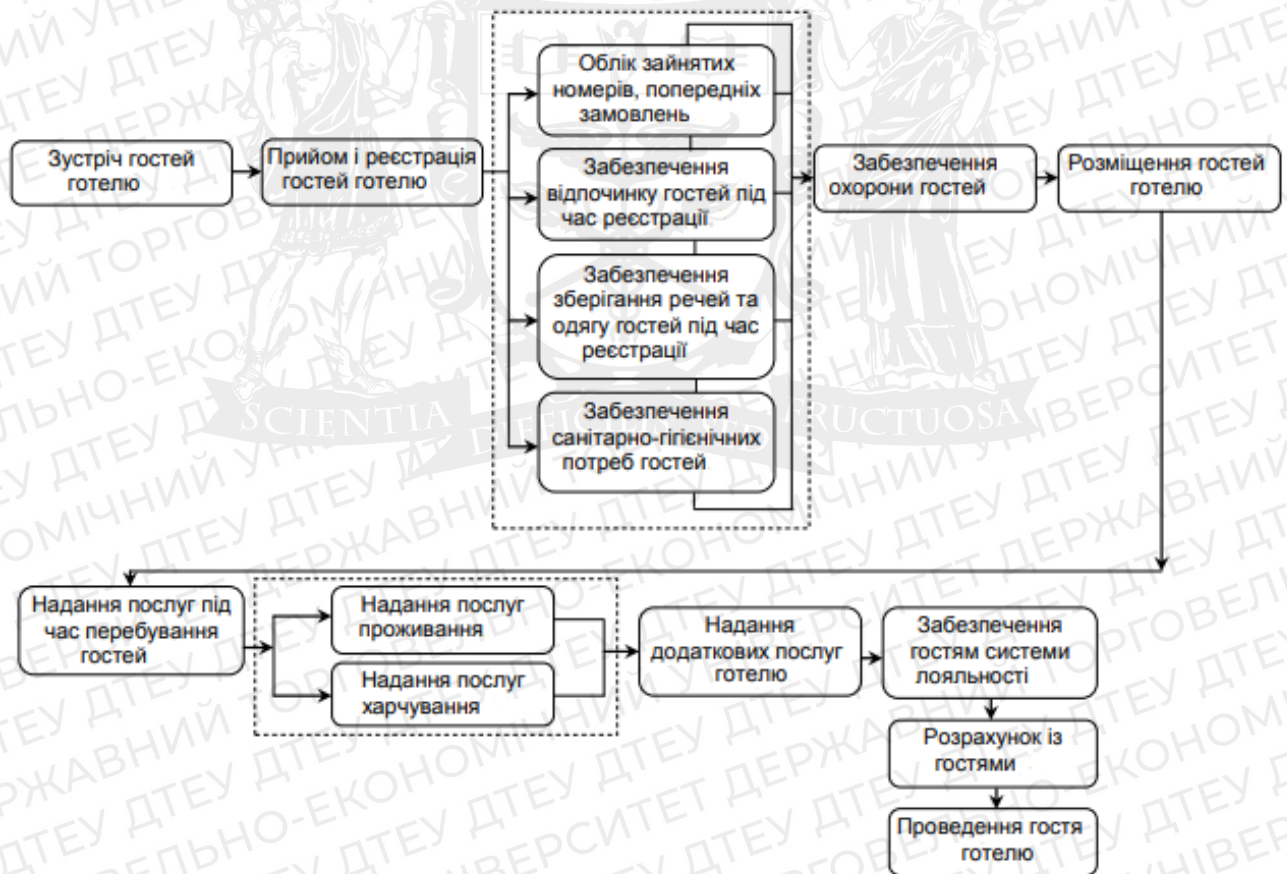 Облік зайнятих
номерів, попередніх
замовлень
Зустріч гостей
готелю
Прийом і реєстрація
гостей готелю
Забезпечення
відпочинку гостей під
час реєстрації
Забезпечення
зберігання речей та
одягу гостей під час
реєстрації
Забезпечення
санітарно-гігієнічних
потреб гостей
Забезпечення
охорони гостей
Розміщення гостей
готелю
SCIENTIA
Надання послуг під
час перебування
гостей
Надання послуг
проживання
Надання послуг
харчування
Надання
додаткових послуг
готелю
Забезпечення
гостям системи
лояльності
Розрахунок із
гостями
Проведення гостя
готелю